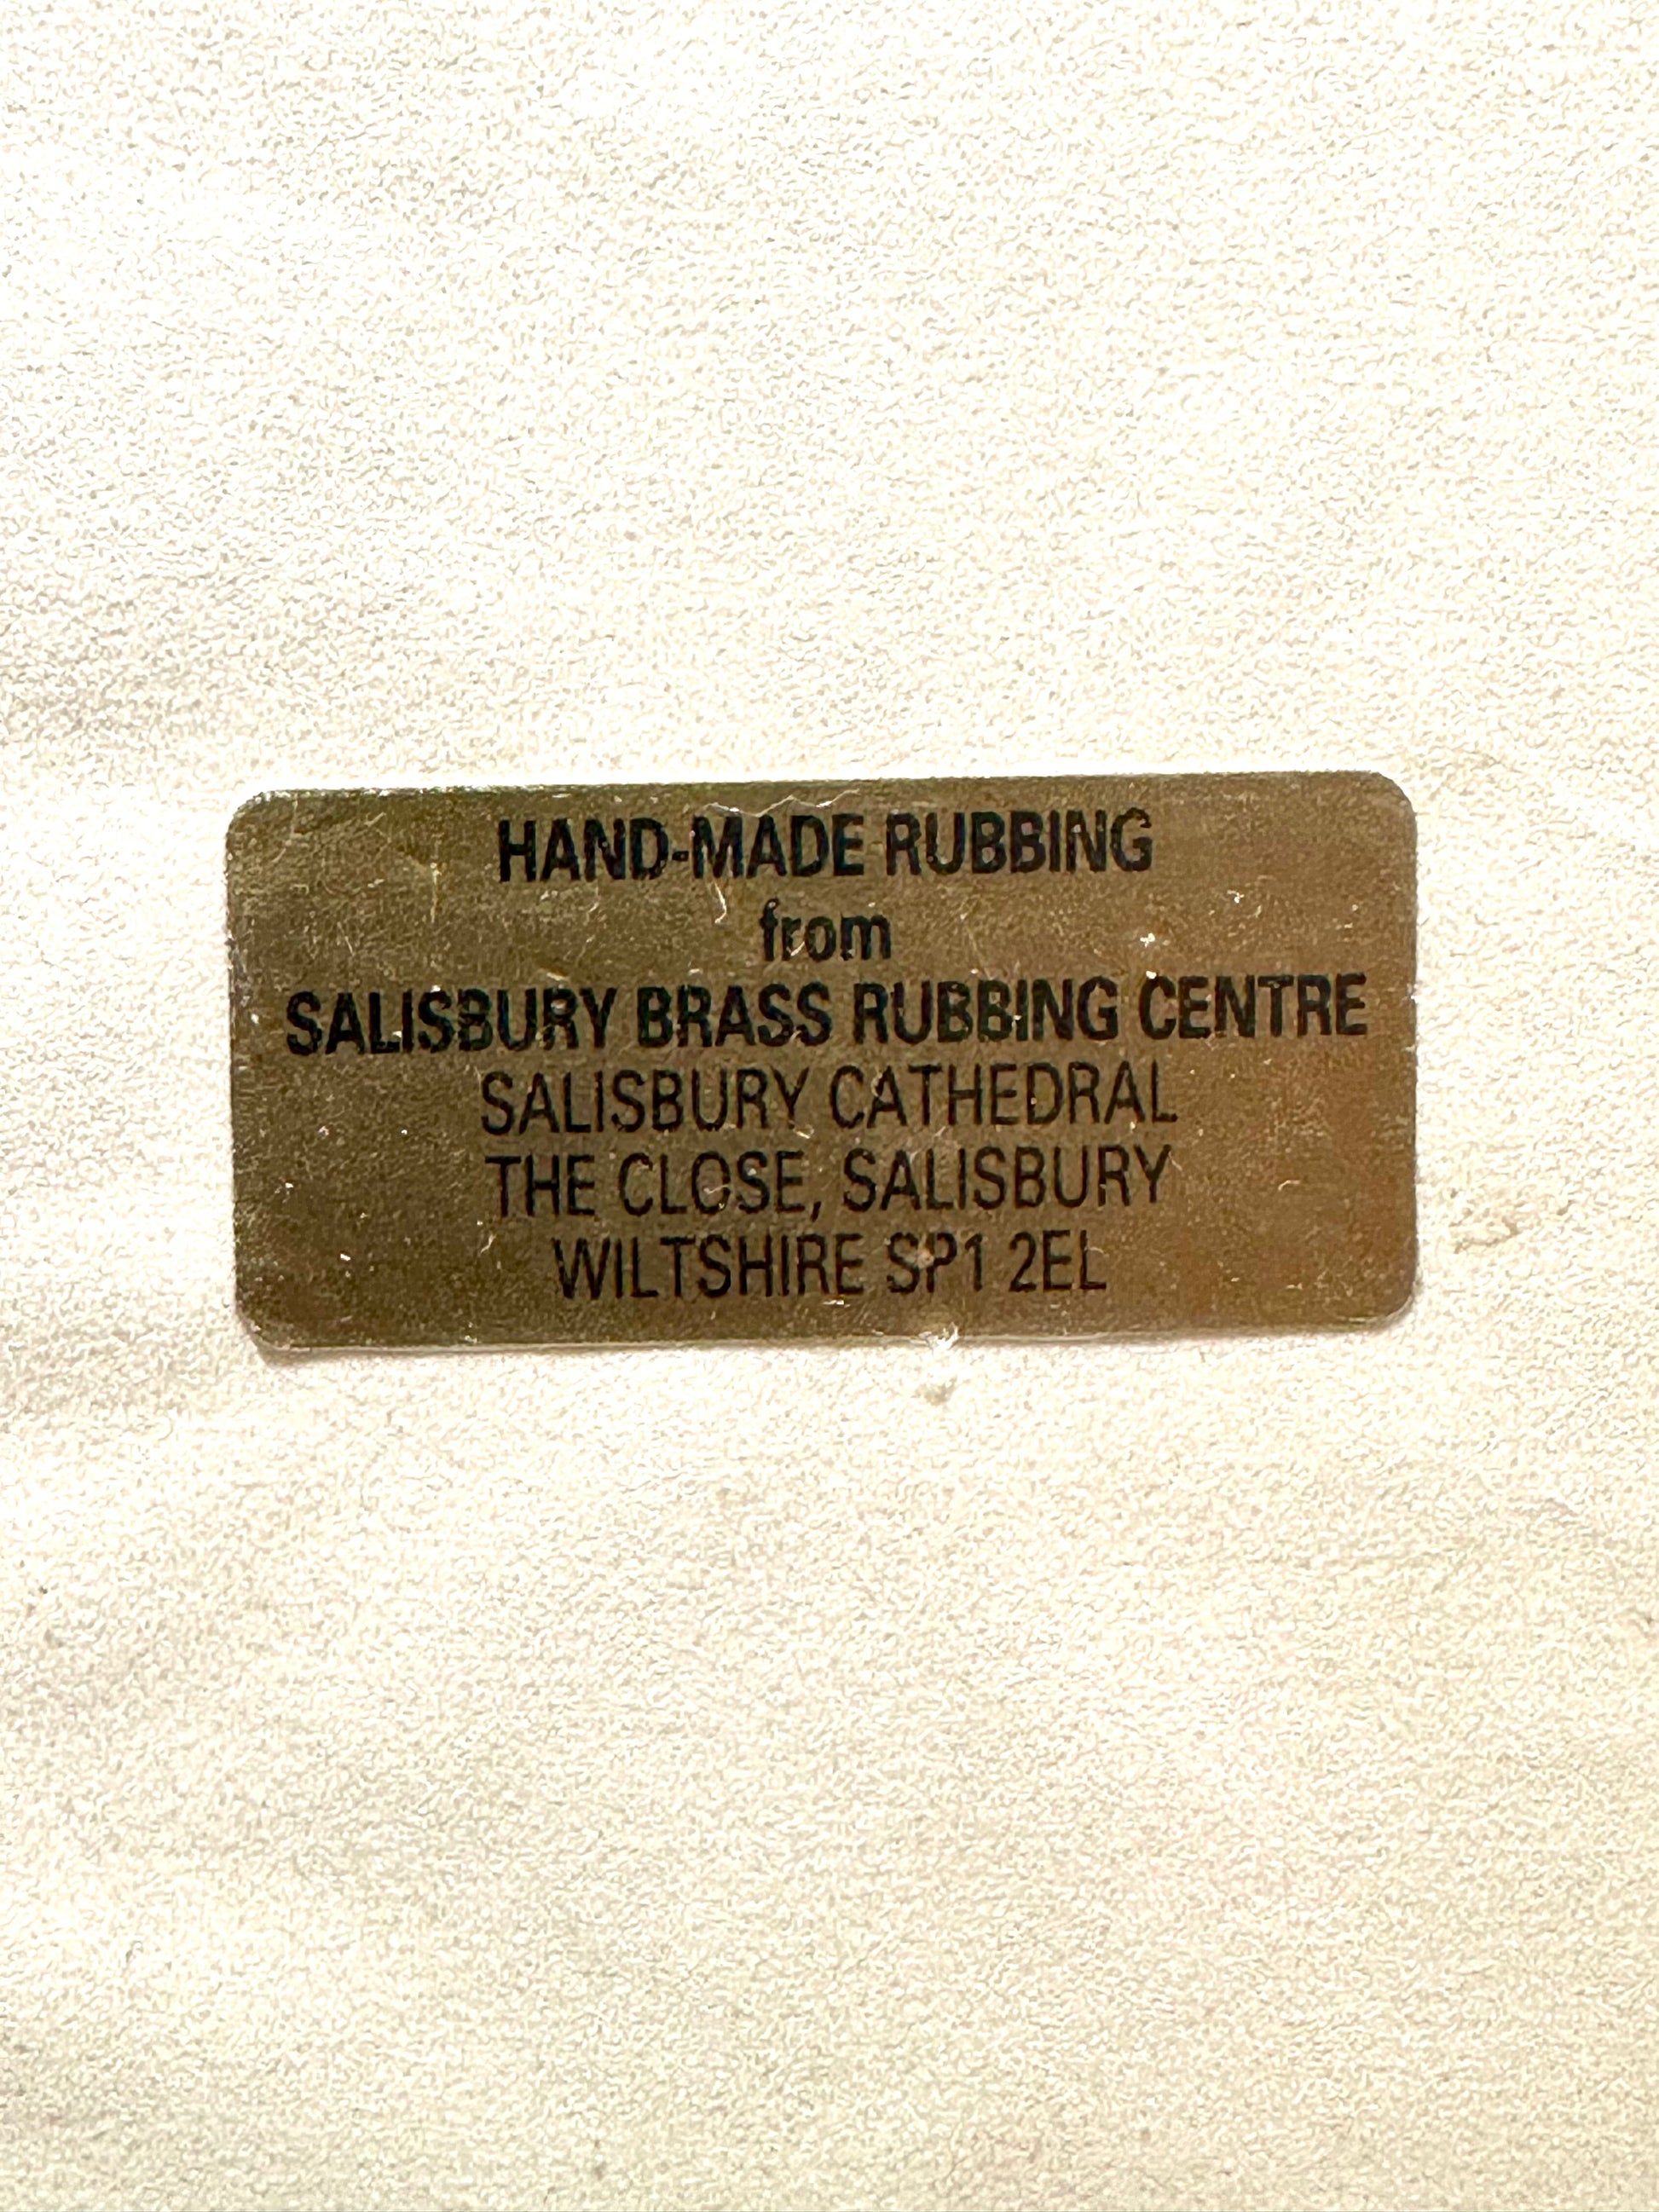 HAND-MADE RUBBING
from
SALISBURY BRASS RUBBING CENTRE
SALISBURY CATHEDRAL
THE CLOSE, SALISBURY
WILTSHIRE SP1 2EL